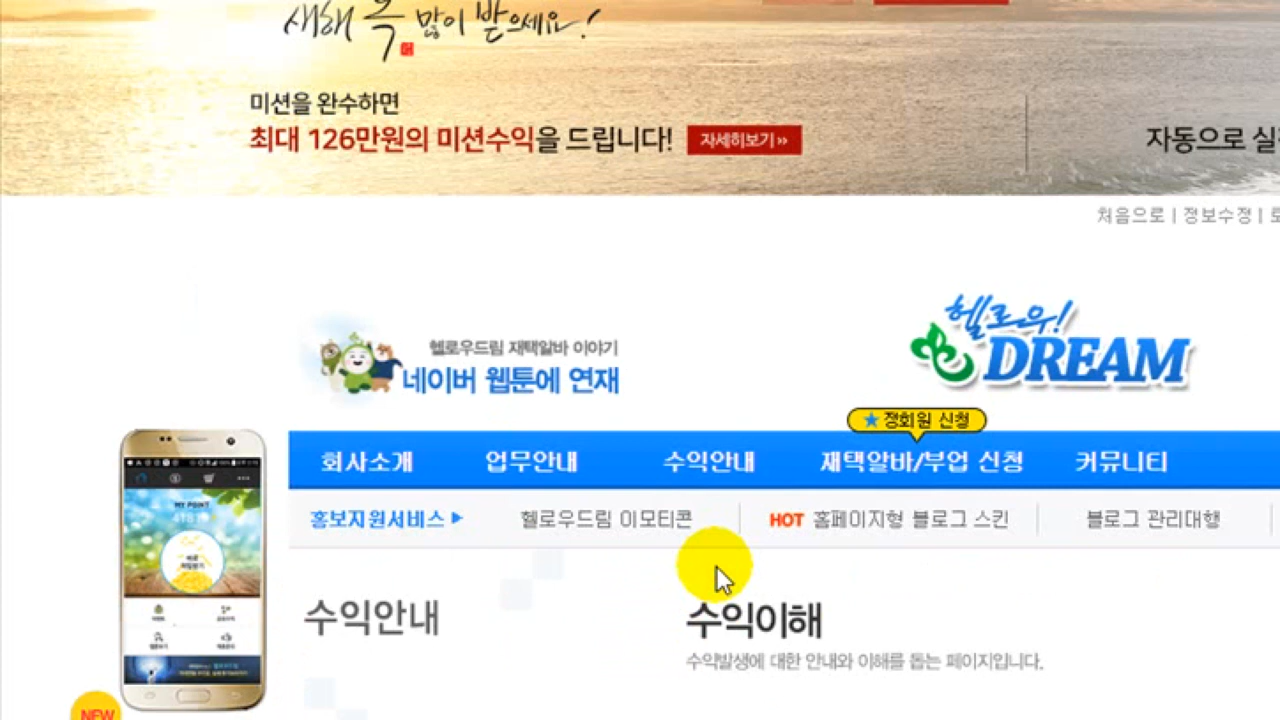 새해 복 많이 받으세요!
미션을 완수하면
최대 126만원의 미션수익을 드립니다! 자세히보기 »
자동으로 실
처음으로 | 정보수정 |
헬로우드림 재택알바 이야기
네이버 웹툰에 연재
헬로우!
DREAM
★ 정회원 신청
회사소개 업무안내 수익안내 재택알바/부업 신청 커뮤니티
홍보지원서비스 ▶ 헬로우드림 이모티콘 HOT 홈페이지형 블로그 스킨 블로그 관리대행
MY POINT
수익안내
수익이해
수익발생에 대한 안내와 이해를 돕는 페이지입니다.
NEW